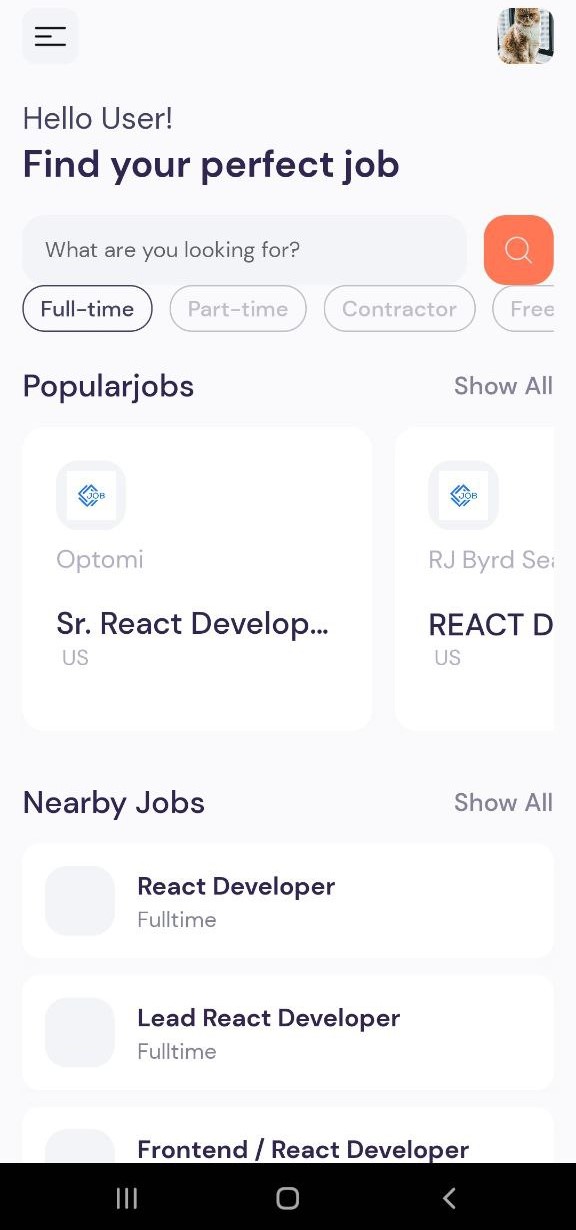 Hello User!
Find your perfect job
What are you looking for?
Full-time Part-time Contractor Free
Popularjobs Show All
JOB JOB
Optomi RJ Byrd Sea
Sr. React Develop... REACT D
US US
Nearby Jobs Show All
React Developer
Fulltime
Lead React Developer
Fulltime
Frontend / React Developer